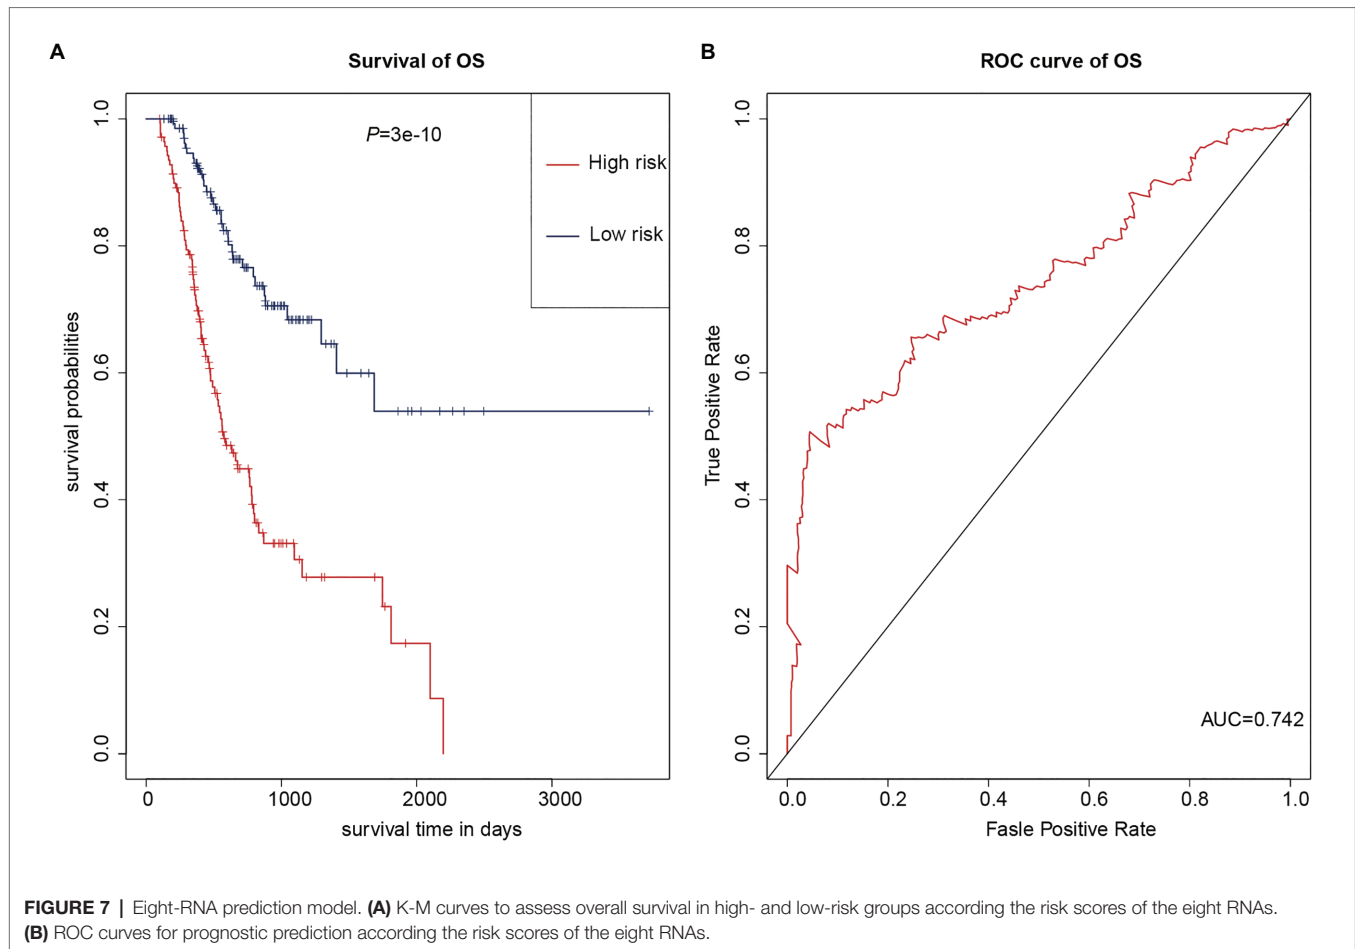 A
Survival of OS
P=3e-10
High risk
Low risk
survival probabilities
1.0
0.8
0.6
0.4
0.2
0.0
0
1000
2000
3000
survival time in days
B
ROC curve of OS
True Positive Rate
1.0
0.8
0.6
0.4
0.2
0.0
AUC=0.742
0.0
0.2
0.4
0.6
0.8
1.0
Fasle Positive Rate
FIGURE 7 | Eight-RNA prediction model. (A) K-M curves to assess overall survival in high- and low-risk groups according the risk scores of the eight RNAs.
(B) ROC curves for prognostic prediction according the risk scores of the eight RNAs.